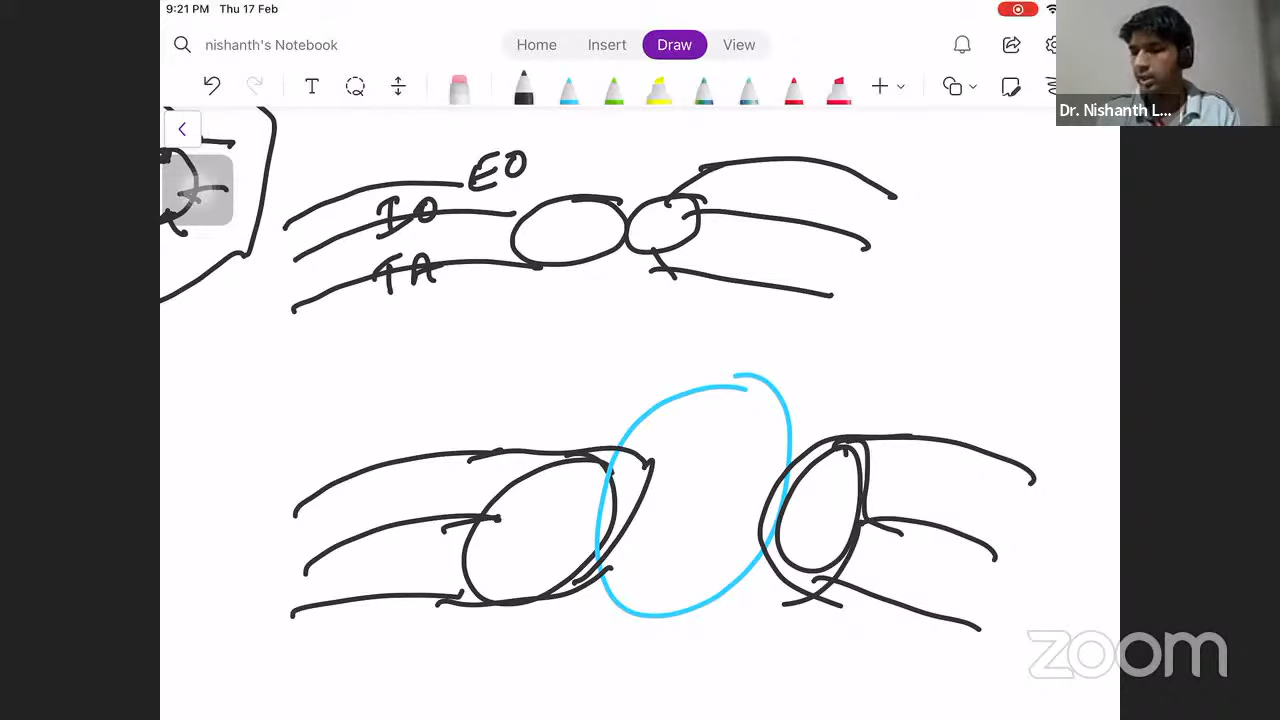 9:21 PM Thu 17 Feb
nishanth's Notebook
Home Insert Draw View
Dr. Nishanth L...
EO
IO
TA
zoom